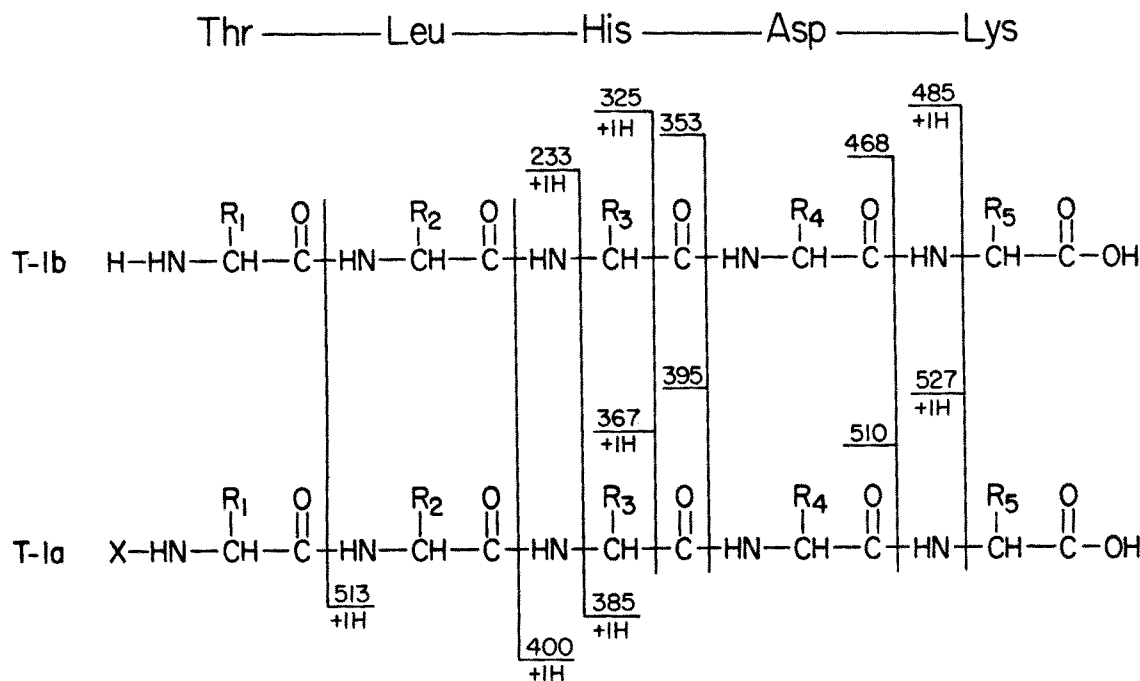 Thr — Leu — His — Asp — Lys
325
+1H
353
485
+1H
233
+1H
468
R1 O R2 O R3 O R4 O R5 O
T-1b H-HN-CH-C-HN-CH-C-HN-CH-C-HN-CH-C-HN-CH-C-OH
395
527
+1H
367
+1H
510
R1 O R2 O R3 O R4 O R5 O
T-1a X-HN-CH-C-HN-CH-C-HN-CH-C-HN-CH-C-HN-CH-C-OH
513
+1H
385
+1H
400
+1H